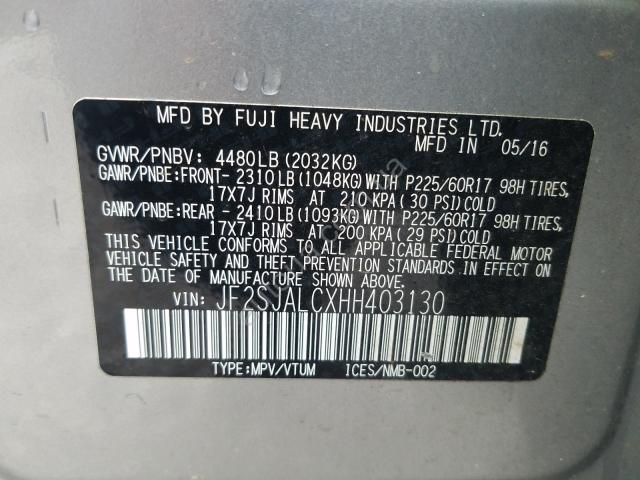 MFD BY FUJI HEAVY INDUSTRIES LTD.
MFD IN 05/16
GVWR/PNBV: 4480LB(2032KG)
GAWR/PNBE:FRONT- 2310LB(1048KG)WITH P225/60R17 98H TIRES,
17X7J RIMS AT 210 KPA( 30 PSI)COLD
GAWR/PNBE:REAR - 2410LB(1093KG)WITH P225/60R17 98H TIRES,
17X7J RIMS AT 200 KPA( 29 PSI)COLD
THIS VEHICLE CONFORMS TO ALL APPLICABLE FEDERAL MOTOR
VEHICLE SAFETY AND THEFT PREVENTION STANDARDS IN EFFECT
ON THE DATE OF MANUFACTURE SHOWN ABOVE.
VIN: JF2SJALCXHH403130
TYPE:MPV/VTUM ICES/NMB-002